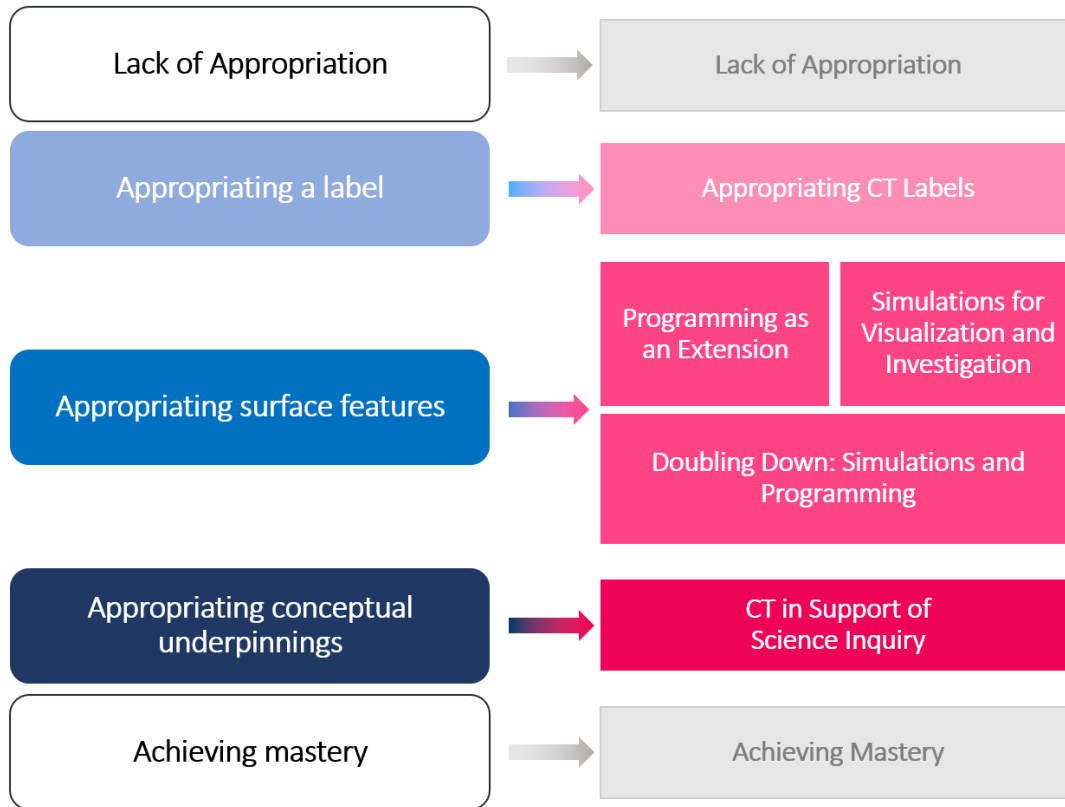 Lack of Appropriation
Lack of Appropriation
Appropriating a label
Appropriating CT Labels
Appropriating surface features
Programming as
an Extension
Simulations for
Visualization and
Investigation
Doubling Down: Simulations and
Programming
Appropriating conceptual
underpinnings
CT in Support of
Science Inquiry
Achieving mastery
Achieving Mastery